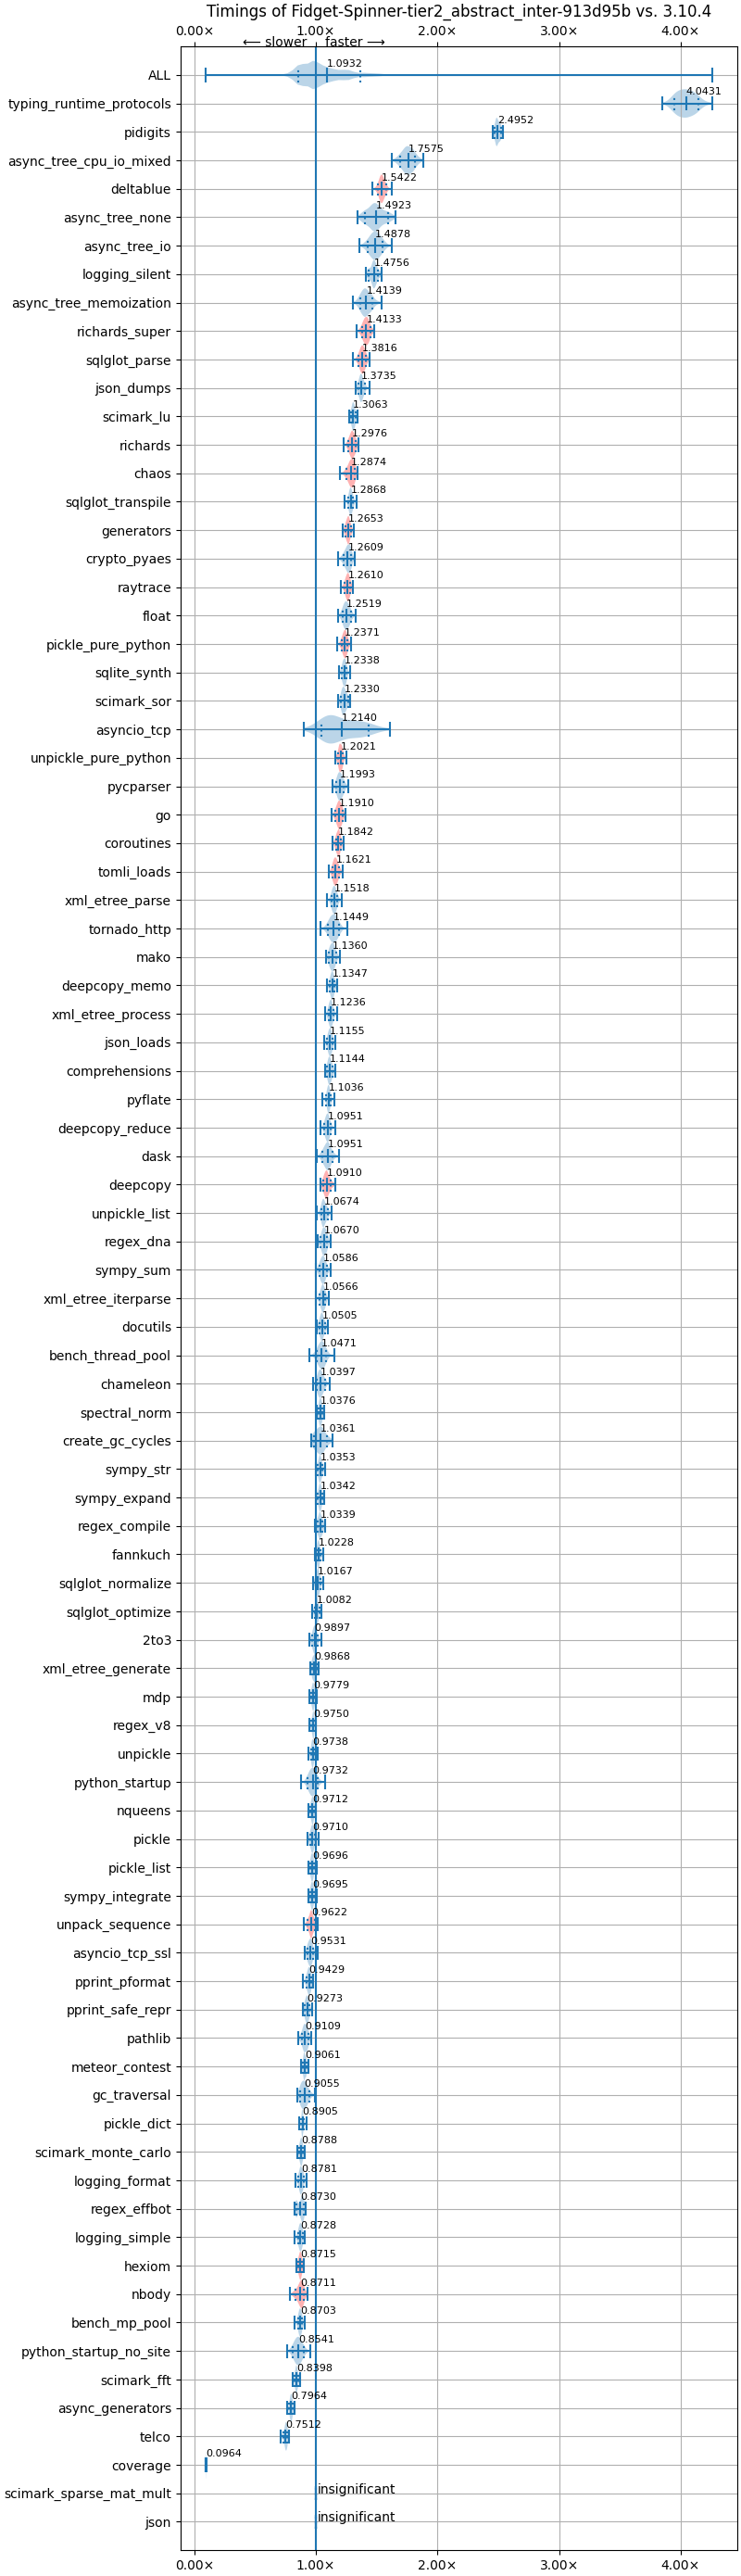 Timings of Fidget-Spinner-tier2_abstract_inter-913d95b vs. 3.10.4
0.00× 1.00× 2.00× 3.00× 4.00×
⟵ slower faster ⟶
ALL 1.0932
typing_runtime_protocols 4.0431
pidigits 2.4952
async_tree_cpu_io_mixed 1.7575
deltablue 1.5422
async_tree_none 1.4923
async_tree_io 1.4878
logging_silent 1.4756
async_tree_memoization 1.4139
richards_super 1.4133
sqlglot_parse 1.3816
json_dumps 1.3735
scimark_lu 1.3063
richards 1.2976
chaos 1.2874
sqlglot_transpile 1.2868
generators 1.2653
crypto_pyaes 1.2609
raytrace 1.2610
float 1.2519
pickle_pure_python 1.2371
sqlite_synth 1.2338
scimark_sor 1.2330
asyncio_tcp 1.2140
unpickle_pure_python 1.2021
pycparser 1.1993
go 1.1910
coroutines 1.1842
tomli_loads 1.1621
xml_etree_parse 1.1518
tornado_http 1.1449
mako 1.1360
deepcopy_memo 1.1347
xml_etree_process 1.1236
json_loads 1.1155
comprehensions 1.1144
pyflate 1.1036
deepcopy_reduce 1.0951
dask 1.0951
deepcopy 1.0910
unpickle_list 1.0674
regex_dna 1.0670
sympy_sum 1.0586
xml_etree_iterparse 1.0566
docutils 1.0505
bench_thread_pool 1.0471
chameleon 1.0397
spectral_norm 1.0376
create_gc_cycles 1.0361
sympy_str 1.0353
sympy_expand 1.0342
regex_compile 1.0339
fannkuch 1.0228
sqlglot_normalize 1.0167
sqlglot_optimize 1.0082
2to3 0.9897
xml_etree_generate 0.9868
mdp 0.9779
regex_v8 0.9750
unpickle 0.9738
python_startup 0.9732
nqueens 0.9712
pickle 0.9710
pickle_list 0.9696
sympy_integrate 0.9695
unpack_sequence 0.9622
asyncio_tcp_ssl 0.9531
pprint_pformat 0.9429
pprint_safe_repr 0.9273
pathlib 0.9109
meteor_contest 0.9061
gc_traversal 0.9055
pickle_dict 0.8905
scimark_monte_carlo 0.8788
logging_format 0.8781
regex_effbot 0.8730
logging_simple 0.8728
hexiom 0.8715
nbody 0.8711
bench_mp_pool 0.8703
python_startup_no_site 0.8541
scimark_fft 0.8398
async_generators 0.7964
telco 0.7512
coverage 0.0964
scimark_sparse_mat_mult insignificant
json insignificant
0.00× 1.00× 2.00× 3.00× 4.00×